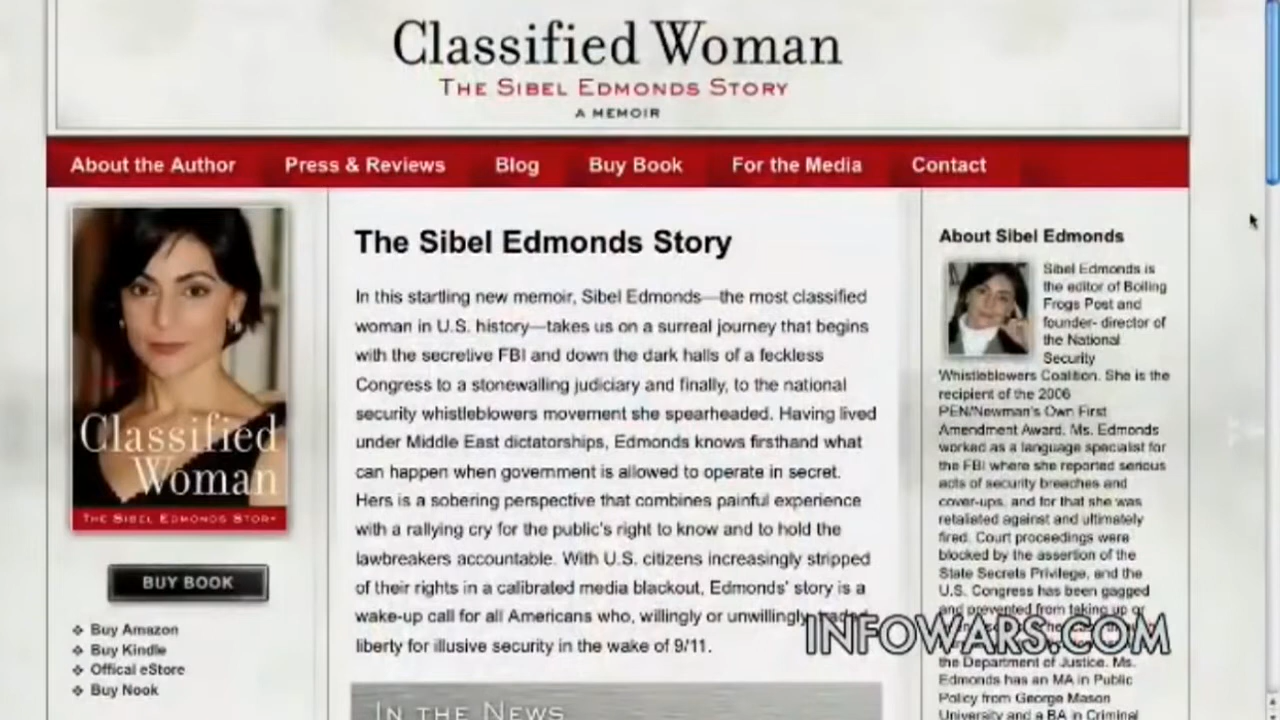 Classified Woman
The Sibel Edmonds Story
A MEMOIR
About the Author
Press & Reviews
Blog
Buy Book
For the Media
Contact
Classified
Woman
The Sibel Edmonds Story
BUY BOOK
Buy Amazon
Buy Kindle
Offical eStore
Buy Nook
The Sibel Edmonds Story
In this startling new memoir, Sibel Edmonds—the most classified
woman in U.S. history—takes us on a surreal journey that begins
with the secretive FBI and down the dark halls of a feckless
Congress to a stonewalling judiciary and finally, to the national
security whistleblowers movement she spearheaded. Having lived
under Middle East dictatorships, Edmonds knows firsthand what
can happen when government is allowed to operate in secret.
Hers is a sobering perspective that combines painful experience
with a rallying cry for the public's right to know and to hold the
lawbreakers accountable. With U.S. citizens increasingly stripped
of their rights in a calibrated media blackout, Edmonds' story is a
wake-up call for all Americans who, willingly or unwillingly, traded
liberty for illusive security in the wake of 9/11.
In the News
About Sibel Edmonds
Sibel Edmonds is
the editor of Boiling
Frogs Post and
founder- director of
the National
Security
Whistleblowers Coalition. She is the
recipient of the 2006
PEN/Newman's Own First
Amendment Award. Ms. Edmonds
worked as a language specialist for
the FBI where she reported serious
acts of security breaches and
cover-ups, and for that she was
retaliated against and ultimately
fired. Court proceedings were
blocked by the assertion of the
State Secrets Privilege, and the
U.S. Congress has been gagged
and prevented from taking up or
the Department of Justice. Ms.
Edmonds has an MA in Public
Policy from George Mason
University and a BA in Criminal
INFOWARS.COM